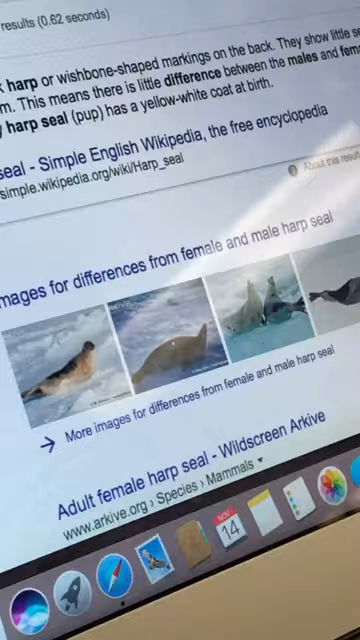 results (0.62 seconds)
harp or wishbone-shaped markings on the back. They show little
This means there is little difference between the males and
harp seal (pup) has a yellow-white coat at birth.
seal - Simple English Wikipedia, the free encyclopedia
simple.wikipedia.org/wiki/Harp_seal
About this result
mages for differences from female and male harp seal
More images for differences from female and male harp seal
Adult female harp seal - Wildscreen Arkive
www.arkive.org › Species › Mammals
NOV
14